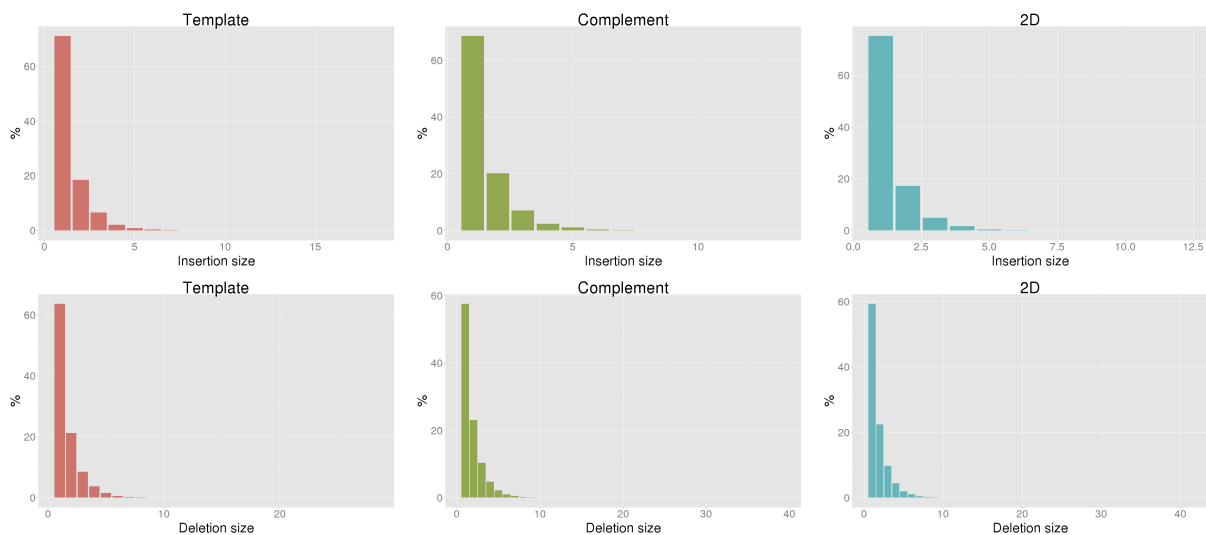 Template Complement 2D
% 60 40 20 0
% 60 40 20 0
% 60 40 20 0
0 5 10 15
0 5 10
0.0 2.5 5.0 7.5 10.0 12.5
Insertion size Insertion size Insertion size
Template Complement 2D
% 60 40 20 0
% 60 40 20 0
% 60 40 20 0
0 10 20
0 10 20 30 40
0 10 20 30 40
Deletion size Deletion size Deletion size